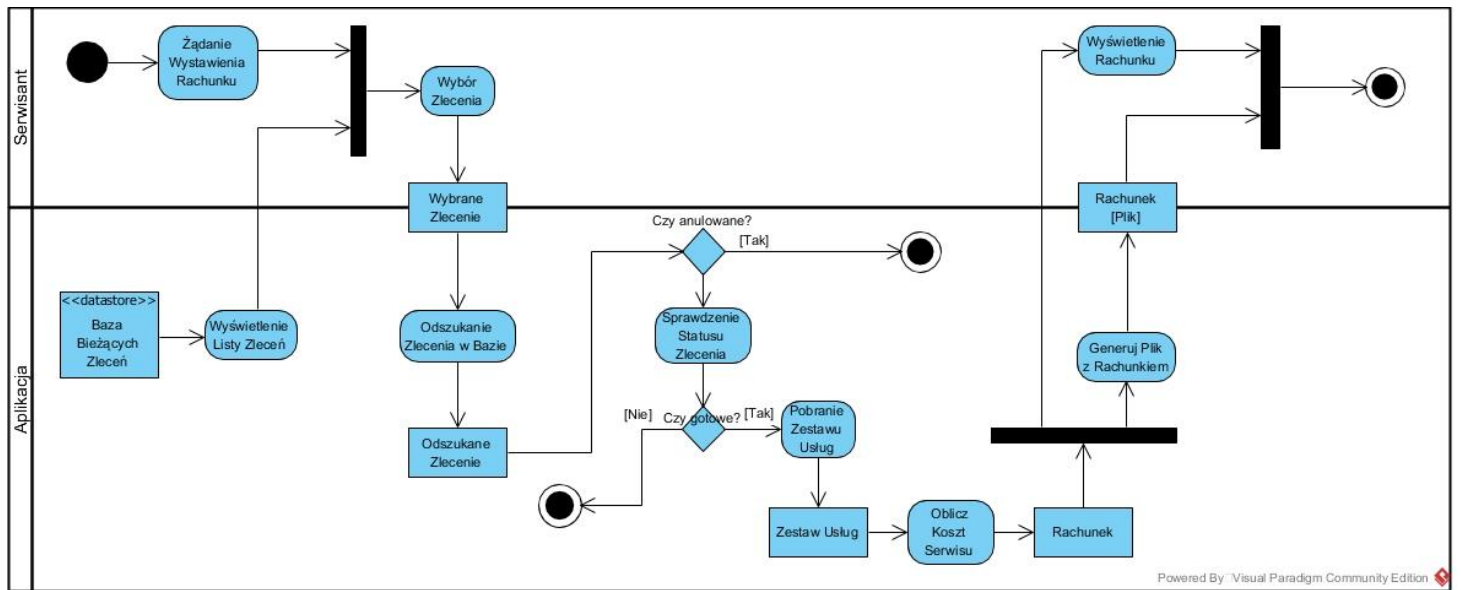 Serwisant
Żądanie
Wystawienia
Rachunku
Wybór
Zlecenia
Wyświetlenie
Rachunku
Wybrane
Zlecenie
Rachunek
[Plik]
Aplikacja
Czy anulowane?
[Tak]
<<datastore>>
Baza
Bieżących
Zleceń
Wyświetlenie
Listy Zleceń
Odszukanie
Zlecenia w Bazie
Sprawdzenie
Statusu
Zlecenia
Generuj Plik
z Rachunkiem
Odszukane
Zlecenie
[Nie]
Czy gotowe?
[Tak]
Pobranie
Zestawu
Usług
Zestaw Usług
Oblicz
Koszt
Serwisu
Rachunek
Powered By Visual Paradigm Community Edition